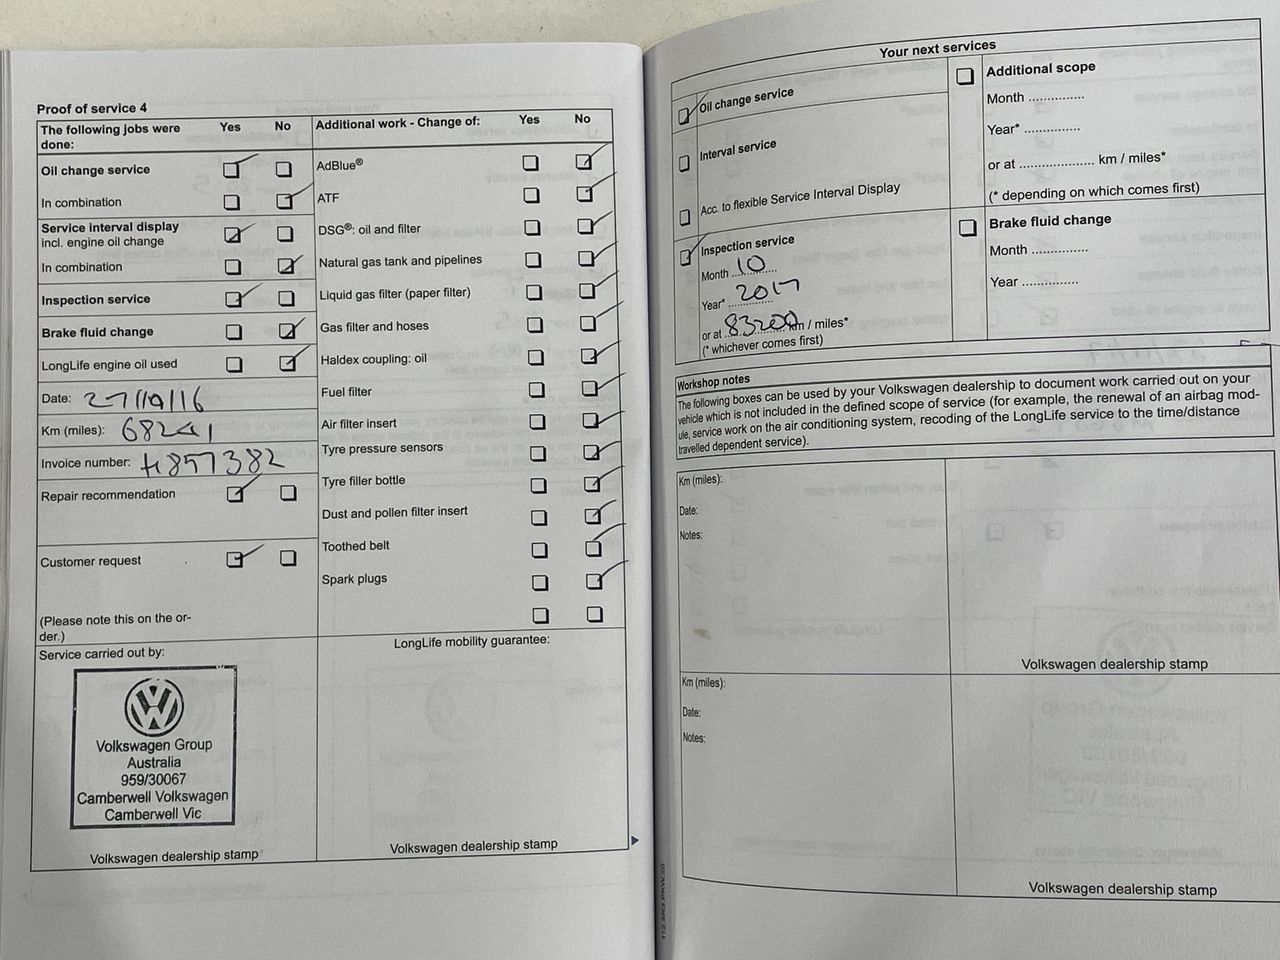 Proof of service 4
The following jobs were done: Yes No
Oil change service
In combination
Service interval display
incl. engine oil change
In combination
Inspection service
Brake fluid change
LongLife engine oil used
Date: 27/10/16
Km (miles): 68241
Invoice number: H857382
Repair recommendation
Customer request
(Please note this on the or-
der.)
Service carried out by:
Volkswagen Group
Australia
959/30067
Camberwell Volkswagen
Camberwell Vic
Volkswagen dealership stamp
Additional work - Change of: Yes No
AdBlue®
ATF
DSG®: oil and filter
Natural gas tank and pipelines
Liquid gas filter (paper filter)
Gas filter and hoses
Haldex coupling: oil
Fuel filter
Air filter insert
Tyre pressure sensors
Tyre filler bottle
Dust and pollen filter insert
Toothed belt
Spark plugs
LongLife mobility guarantee:
Volkswagen dealership stamp
Your next services
Oil change service
Interval service
Acc. to flexible Service Interval Display
Inspection service
Month 10
Year* 2017
or at 83200 km / miles*
(* whichever comes first)
Additional scope
Month ...............
Year* ...............
or at .................... km / miles*
(* depending on which comes first)
Brake fluid change
Month ...............
Year ...............
Workshop notes
The following boxes can be used by your Volkswagen dealership to document work carried out on your
vehicle which is not included in the defined scope of service (for example, the renewal of an airbag mod-
ule, service work on the air conditioning system, recoding of the LongLife service to the time/distance
travelled dependent service).
Km (miles):
Date:
Notes:
Volkswagen dealership stamp
Km (miles):
Date:
Notes:
Volkswagen dealership stamp